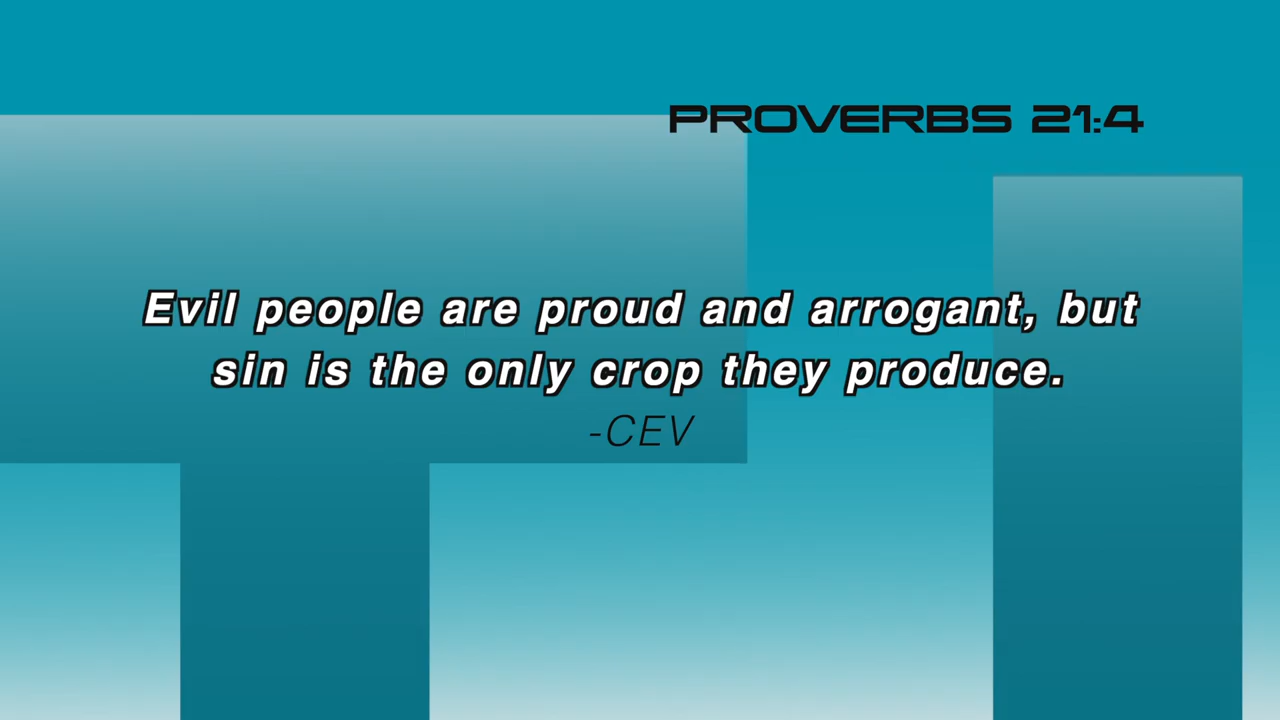 PROVERBS 21:4
Evil people are proud and arrogant, but
sin is the only crop they produce.
-CEV